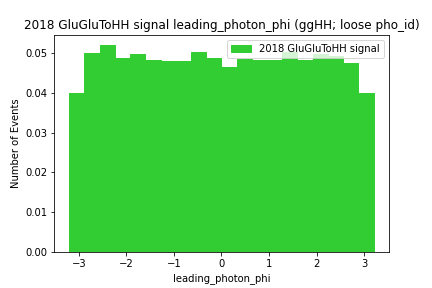 2018 GluGluToHH signal leading_photon_phi (ggHH; loose pho_id)
2018 GluGluToHH signal
Number of Events
0.05
0.04
0.03
0.02
0.01
0.00
−3 −2 −1 0 1 2 3
leading_photon_phi